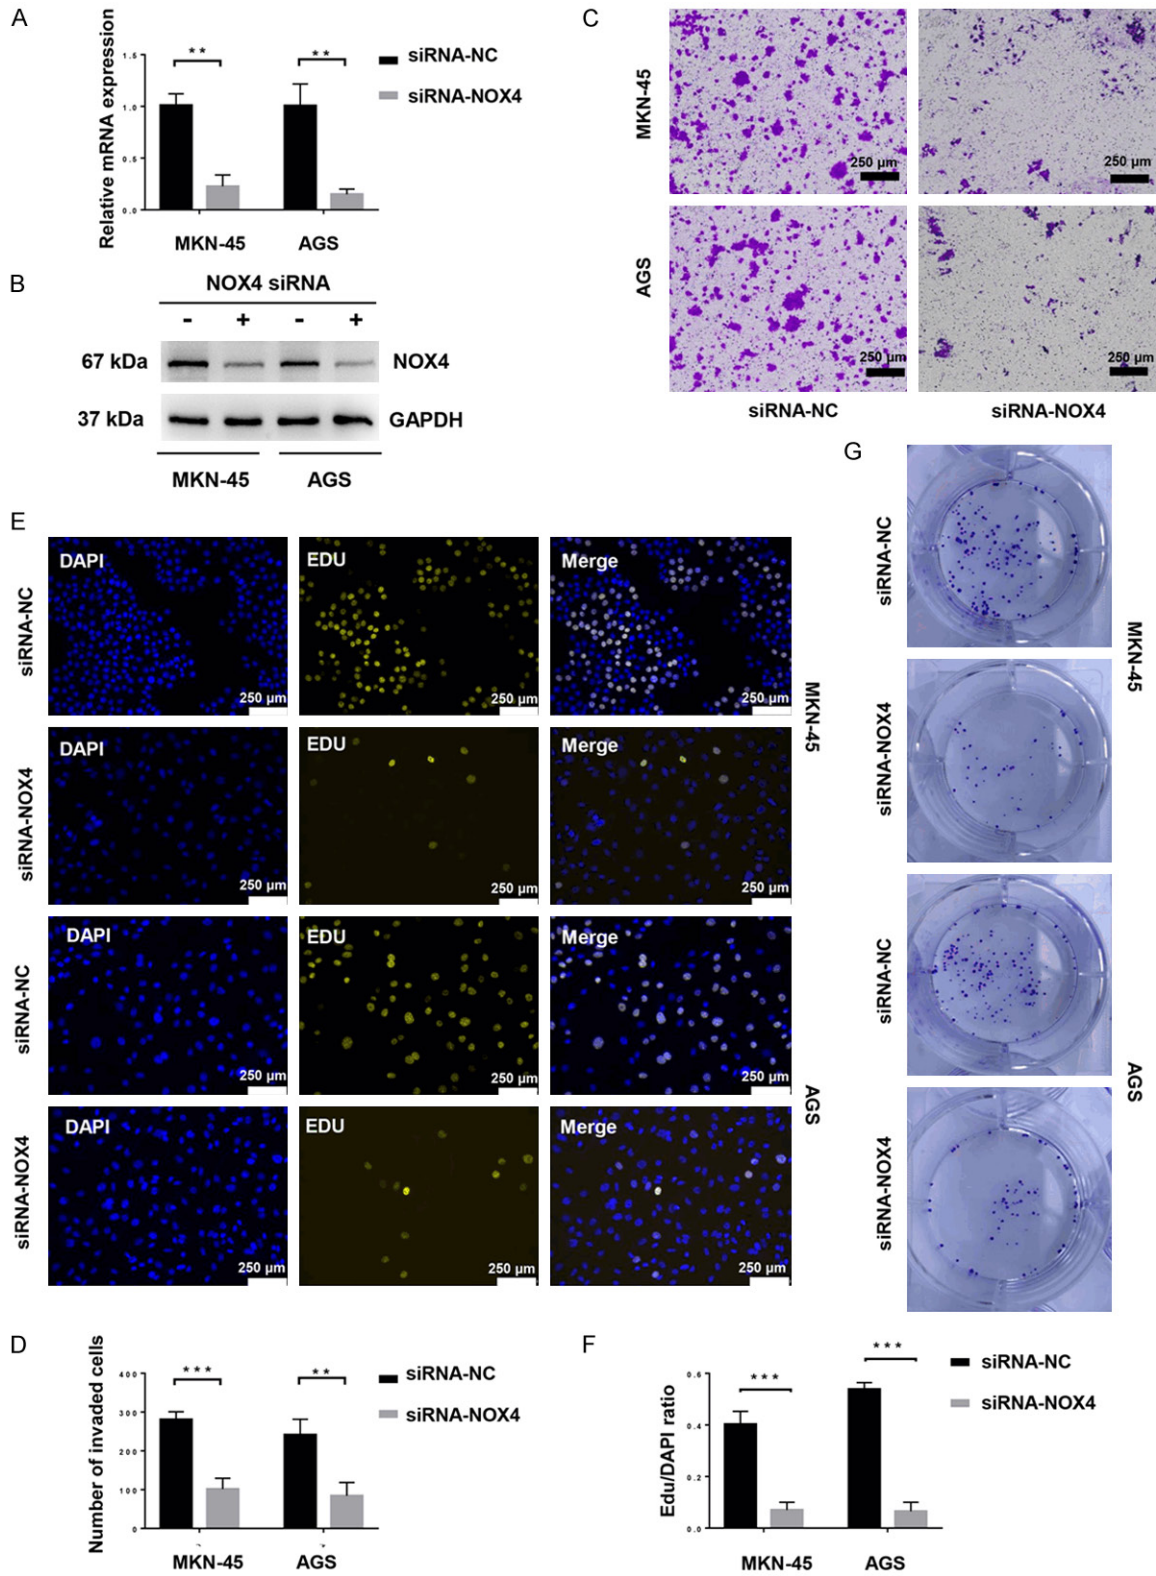 A
Relative mRNA expression
1.5
1.0
0.5
0.0
**
**
siRNA-NC
siRNA-NOX4
MKN-45
AGS
B
NOX4 siRNA
- + - +
67 kDa
NOX4
37 kDa
GAPDH
MKN-45
AGS
C
MKN-45
250 µm
250 µm
AGS
250 µm
250 µm
siRNA-NC
siRNA-NOX4
E
siRNA-NC
DAPI
250 µm
EDU
250 µm
Merge
250 µm
siRNA-NOX4
DAPI
250 µm
EDU
250 µm
Merge
250 µm
MKN-45
siRNA-NC
DAPI
250 µm
EDU
250 µm
Merge
250 µm
siRNA-NOX4
DAPI
250 µm
EDU
250 µm
Merge
250 µm
AGS
G
siRNA-NC
siRNA-NOX4
MKN-45
siRNA-NC
siRNA-NOX4
AGS
D
Number of invaded cells
400
300
200
100
0
***
**
siRNA-NC
siRNA-NOX4
MKN-45
AGS
F
Edu/DAPI ratio
0.6
0.4
0.2
0.0
***
***
siRNA-NC
siRNA-NOX4
MKN-45
AGS